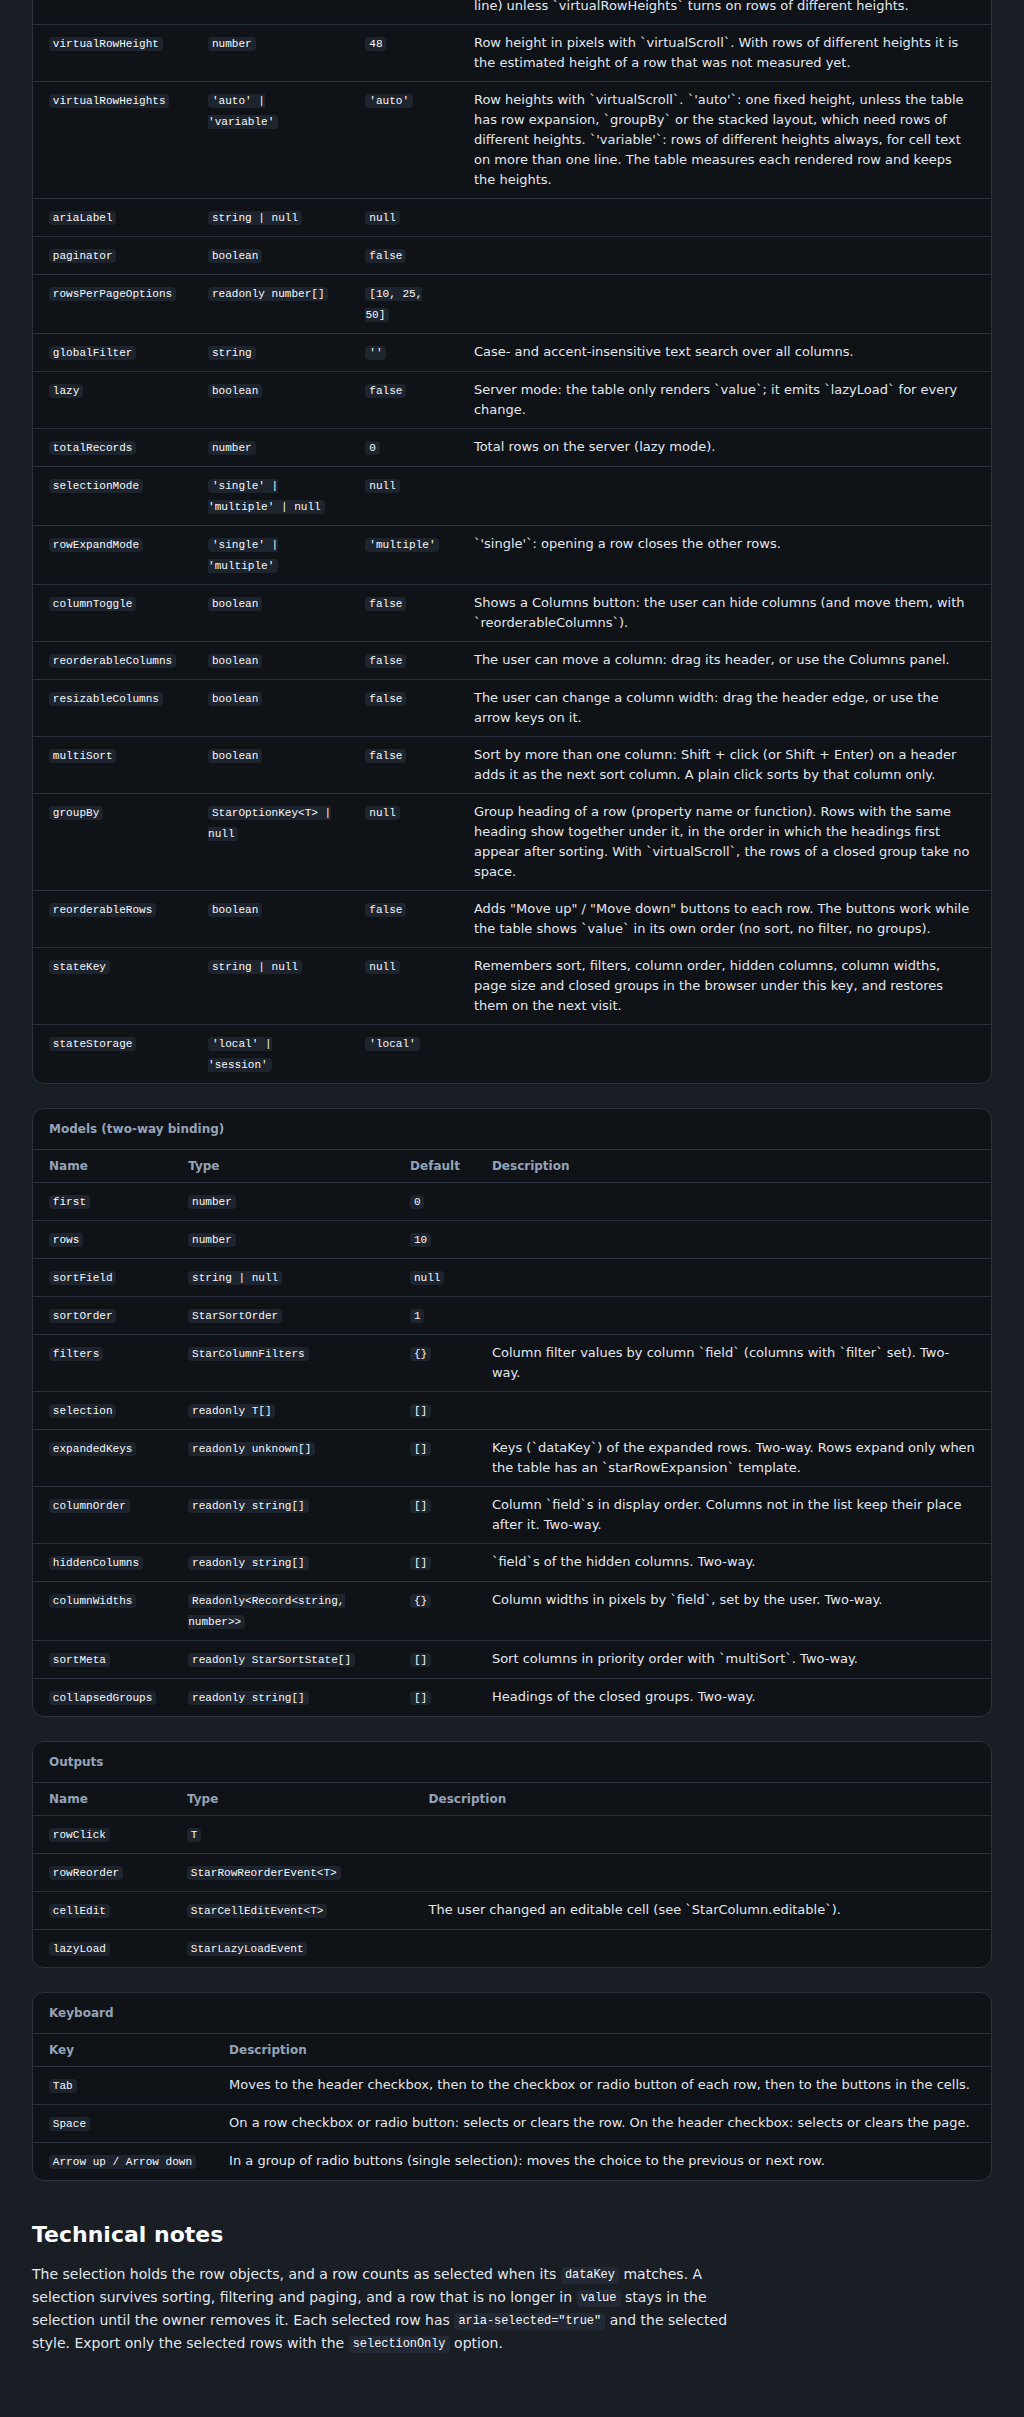 line) unless `virtualRowHeights` turns on rows of different heights.
virtualRowHeight number 48 Row height in pixels with `virtualScroll`. With rows of different heights it is
the estimated height of a row that was not measured yet.
virtualRowHeights 'auto' | 'auto' Row heights with `virtualScroll`. `'auto'`: one fixed height, unless the table
'variable' has row expansion, `groupBy` or the stacked layout, which need rows of
different heights. `'variable'`: rows of different heights always, for cell text
on more than one line. The table measures each rendered row and keeps
the heights.
ariaLabel string | null null
paginator boolean false
rowsPerPageOptions readonly number[] [10, 25,
50]
globalFilter string '' Case- and accent-insensitive text search over all columns.
lazy boolean false Server mode: the table only renders `value`; it emits `lazyLoad` for every
change.
totalRecords number 0 Total rows on the server (lazy mode).
selectionMode 'single' | null
'multiple' | null
rowExpandMode 'single' | 'multiple' `'single'`: opening a row closes the other rows.
'multiple'
columnToggle boolean false Shows a Columns button: the user can hide columns (and move them, with
`reorderableColumns`).
reorderableColumns boolean false The user can move a column: drag its header, or use the Columns panel.
resizableColumns boolean false The user can change a column width: drag the header edge, or use the
arrow keys on it.
multiSort boolean false Sort by more than one column: Shift + click (or Shift + Enter) on a header
adds it as the next sort column. A plain click sorts by that column only.
groupBy StarOptionKey<T> | null Group heading of a row (property name or function). Rows with the same
null heading show together under it, in the order in which the headings first
appear after sorting. With `virtualScroll`, the rows of a closed group take no
space.
reorderableRows boolean false Adds "Move up" / "Move down" buttons to each row. The buttons work while
the table shows `value` in its own order (no sort, no filter, no groups).
stateKey string | null null Remembers sort, filters, column order, hidden columns, column widths,
page size and closed groups in the browser under this key, and restores
them on the next visit.
stateStorage 'local' | 'local'
'session'
Models (two-way binding)
Name Type Default Description
first number 0
rows number 10
sortField string | null null
sortOrder StarSortOrder 1
filters StarColumnFilters {} Column filter values by column `field` (columns with `filter` set). Two-
way.
selection readonly T[] []
expandedKeys readonly unknown[] [] Keys (`dataKey`) of the expanded rows. Two-way. Rows expand only when
the table has an `starRowExpansion` template.
columnOrder readonly string[] [] Column `field`s in display order. Columns not in the list keep their place
after it. Two-way.
hiddenColumns readonly string[] [] `field`s of the hidden columns. Two-way.
columnWidths Readonly<Record<string, {} Column widths in pixels by `field`, set by the user. Two-way.
number>>
sortMeta readonly StarSortState[] [] Sort columns in priority order with `multiSort`. Two-way.
collapsedGroups readonly string[] [] Headings of the closed groups. Two-way.
Outputs
Name Type Description
rowClick T
rowReorder StarRowReorderEvent<T>
cellEdit StarCellEditEvent<T> The user changed an editable cell (see `StarColumn.editable`).
lazyLoad StarLazyLoadEvent
Keyboard
Key Description
Tab Moves to the header checkbox, then to the checkbox or radio button of each row, then to the buttons in the cells.
Space On a row checkbox or radio button: selects or clears the row. On the header checkbox: selects or clears the page.
Arrow up / Arrow down In a group of radio buttons (single selection): moves the choice to the previous or next row.
Technical notes
The selection holds the row objects, and a row counts as selected when its dataKey matches. A
selection survives sorting, filtering and paging, and a row that is no longer in value stays in the
selection until the owner removes it. Each selected row has aria-selected="true" and the selected
style. Export only the selected rows with the selectionOnly option.